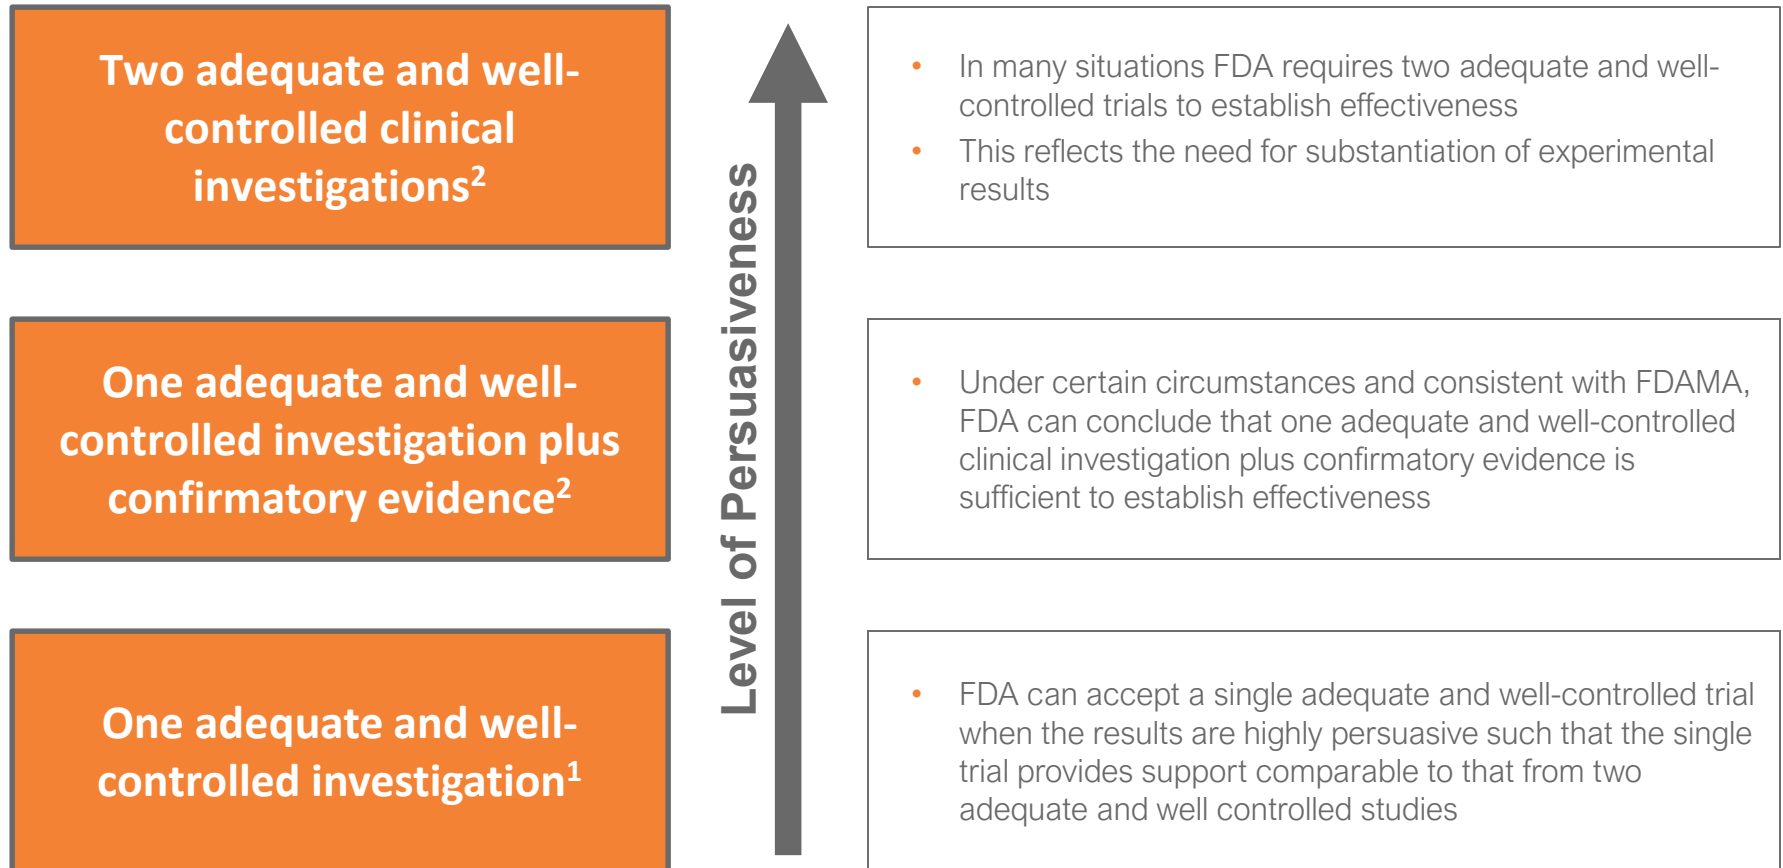 Two adequate and well-
controlled clinical
investigations2
• In many situations FDA requires two adequate and well-
controlled trials to establish effectiveness
• This reflects the need for substantiation of experimental
results
Level of Persuasiveness
One adequate and well-
controlled investigation plus
confirmatory evidence2
• Under certain circumstances and consistent with FDAMA,
FDA can conclude that one adequate and well-controlled
clinical investigation plus confirmatory evidence is
sufficient to establish effectiveness
One adequate and well-
controlled investigation1
• FDA can accept a single adequate and well-controlled trial
when the results are highly persuasive such that the single
trial provides support comparable to that from two
adequate and well controlled studies